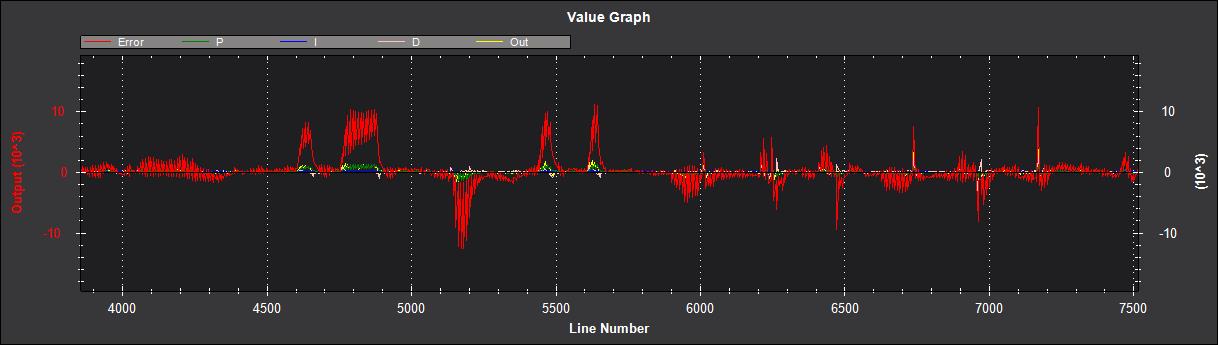 Value Graph
Error P I D Out
10 10
0 0
-10 -10
Output (10^3)
(10^3)
4000 4500 5000 5500 6000 6500 7000 7500
Line Number